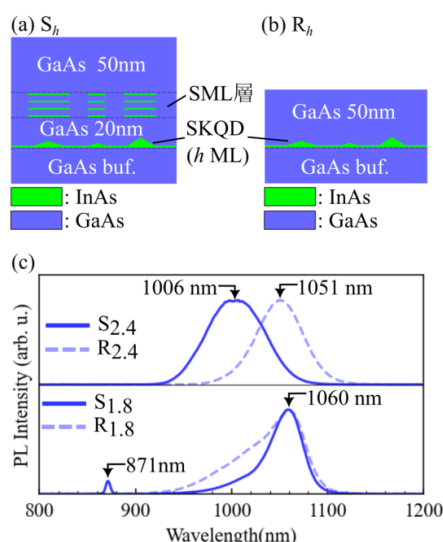 (a) Sh
(b) Rh
GaAs 50nm
SML層
GaAs 20nm
SKQD
(h ML)
GaAs buf.
GaAs 50nm
GaAs buf.
: InAs
: GaAs
: InAs
: GaAs
(c)
1006 nm
1051 nm
S2.4
R2.4
1060 nm
S1.8
R1.8
871nm
PL Intensity (arb. u.)
800 900 1000 1100 1200
Wavelength(nm)